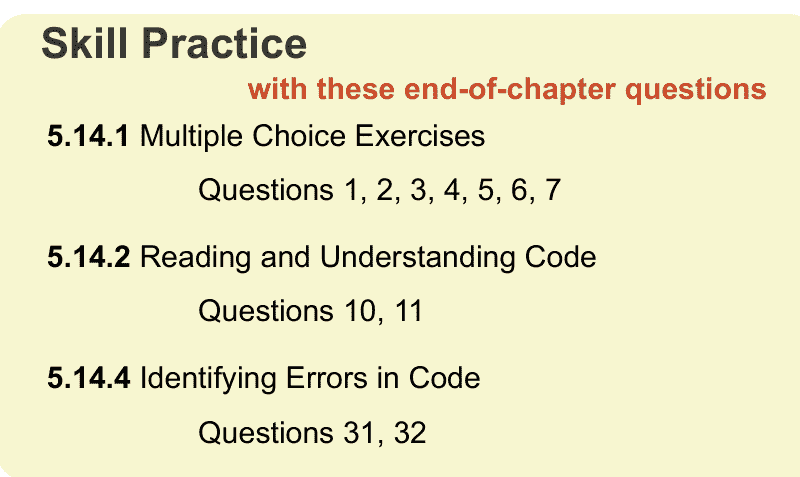 Skill Practice
with these end-of-chapter questions
5.14.1 Multiple Choice Exercises
Questions 1, 2, 3, 4, 5, 6, 7
5.14.2 Reading and Understanding Code
Questions 10, 11
5.14.4 Identifying Errors in Code
Questions 31, 32